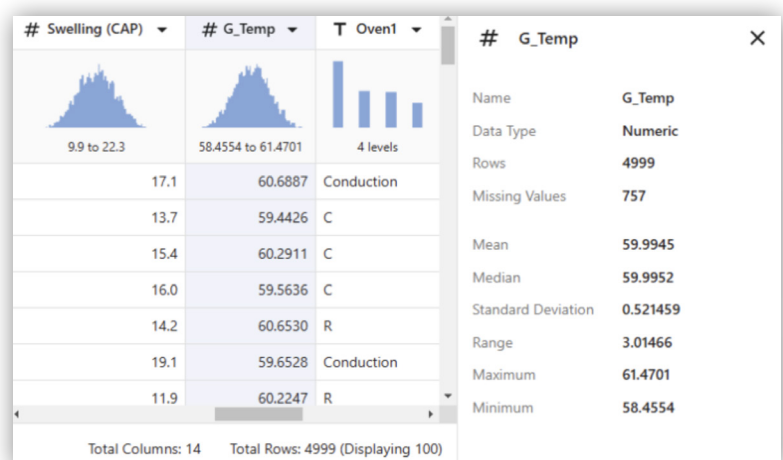 # Swelling (CAP) # G_Temp T Oven1
9.9 to 22.3 58.4554 to 61.4701 4 levels
17.1 60.6887 Conduction
13.7 59.4426 C
15.4 60.2911 C
16.0 59.5636 C
14.2 60.6530 R
19.1 59.6528 Conduction
11.9 60.2247 R
Total Columns: 14 Total Rows: 4999 (Displaying 100)
# G_Temp
Name G_Temp
Data Type Numeric
Rows 4999
Missing Values 757
Mean 59.9945
Median 59.9952
Standard Deviation 0.521459
Range 3.01466
Maximum 61.4701
Minimum 58.4554